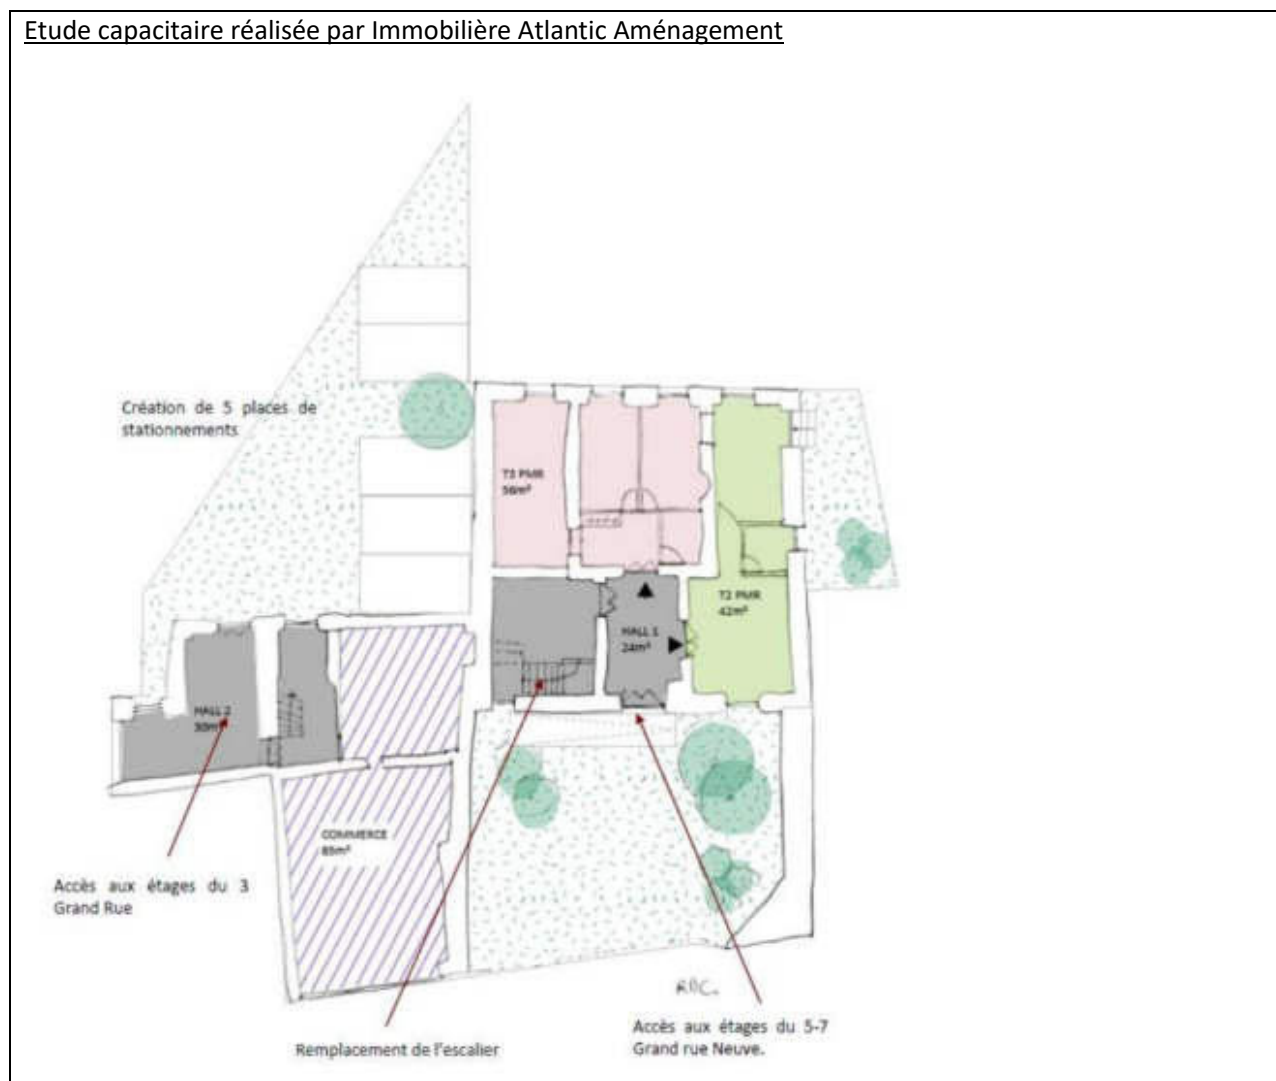 Etude capacitaire réalisée par Immobilière Atlantic Aménagement
Création de 5 places de
stationnements
T3 PMR
56m²
T2 PMR
42m²
HALL 1
24m²
HALL 2
30m²
COMMERCE
85m²
Accès aux étages du 3
Grand Rue
RDC.
Remplacement de l'escalier
Accès aux étages du 5-7
Grand rue Neuve.